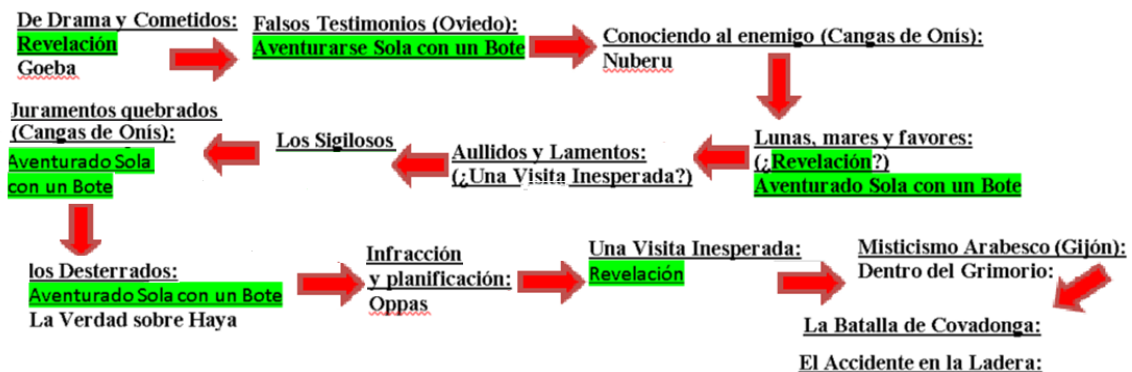 De Drama y Cometidos:
Revelación
Goeba
Falsos Testimonios (Oviedo):
Aventurarse Sola con un Bote
Conociendo al enemigo (Cangas de Onís):
Nuberu
Lunas, mares y favores:
(¿Revelación?)
Aventurado Sola con un Bote
Aullidos y Lamentos:
(¿Una Visita Inesperada?)
Los Sigilosos
Juramentos quebrados
(Cangas de Onís):
Aventurado Sola
con un Bote
los Desterrados:
Aventurado Sola con un Bote
La Verdad sobre Haya
Infracción
y planificación:
Oppas
Una Visita Inesperada:
Revelación
Misticismo Arabesco (Gijón):
Dentro del Grimorio:
La Batalla de Covadonga:
El Accidente en la Ladera: